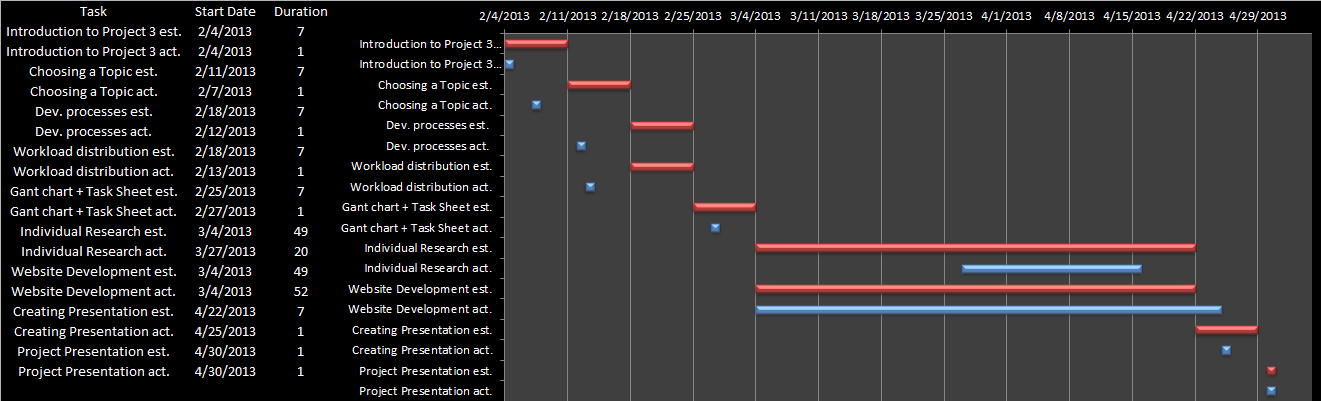 Task Start Date Duration
Introduction to Project 3 est. 2/4/2013 7
Introduction to Project 3 act. 2/4/2013 1
Choosing a Topic est. 2/11/2013 7
Choosing a Topic act. 2/7/2013 1
Dev. processes est. 2/18/2013 7
Dev. processes act. 2/12/2013 1
Workload distribution est. 2/18/2013 7
Workload distribution act. 2/13/2013 1
Gant chart + Task Sheet est. 2/25/2013 7
Gant chart + Task Sheet act. 2/27/2013 1
Individual Research est. 3/4/2013 49
Individual Research act. 3/27/2013 20
Website Development est. 3/4/2013 49
Website Development act. 3/4/2013 52
Creating Presentation est. 4/22/2013 7
Creating Presentation act. 4/25/2013 1
Project Presentation est. 4/30/2013 1
Project Presentation act. 4/30/2013 1
2/4/2013 2/11/2013 2/18/2013 2/25/2013 3/4/2013 3/11/2013 3/18/2013 3/25/2013 4/1/2013 4/8/2013 4/15/2013 4/22/2013 4/29/2013
Introduction to Project 3...
Introduction to Project 3...
Choosing a Topic est.
Choosing a Topic act.
Dev. processes est.
Dev. processes act.
Workload distribution est.
Workload distribution act.
Gant chart + Task Sheet est.
Gant chart + Task Sheet act.
Individual Research est.
Individual Research act.
Website Development est.
Website Development act.
Creating Presentation est.
Creating Presentation act.
Project Presentation est.
Project Presentation act.